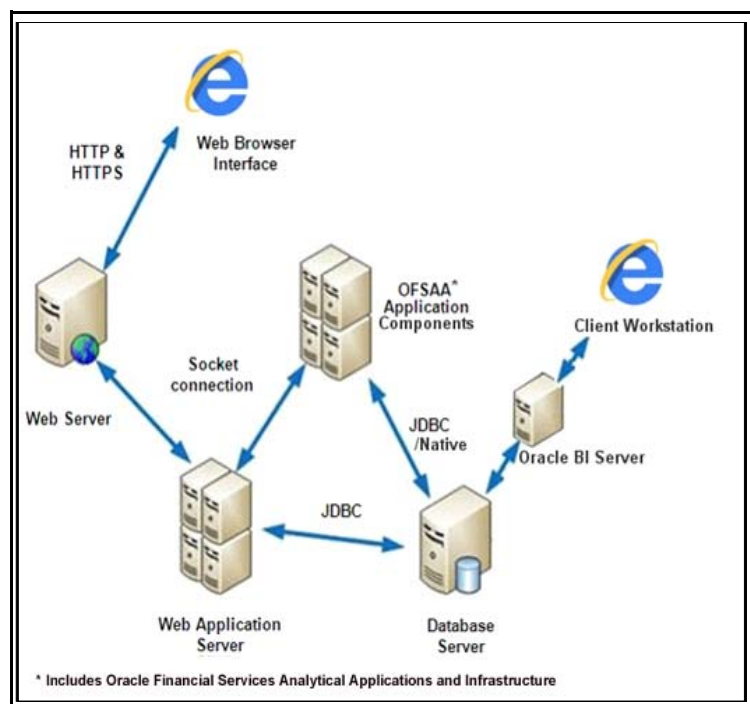 HTTP &
HTTPS
Web Browser
Interface
OFSAA*
Application
Components
Client Workstation
Socket
connection
Web Server
JDBC
/Native
Oracle BI Server
JDBC
Web Application
Server
Database
Server
* Includes Oracle Financial Services Analytical Applications and Infrastructure